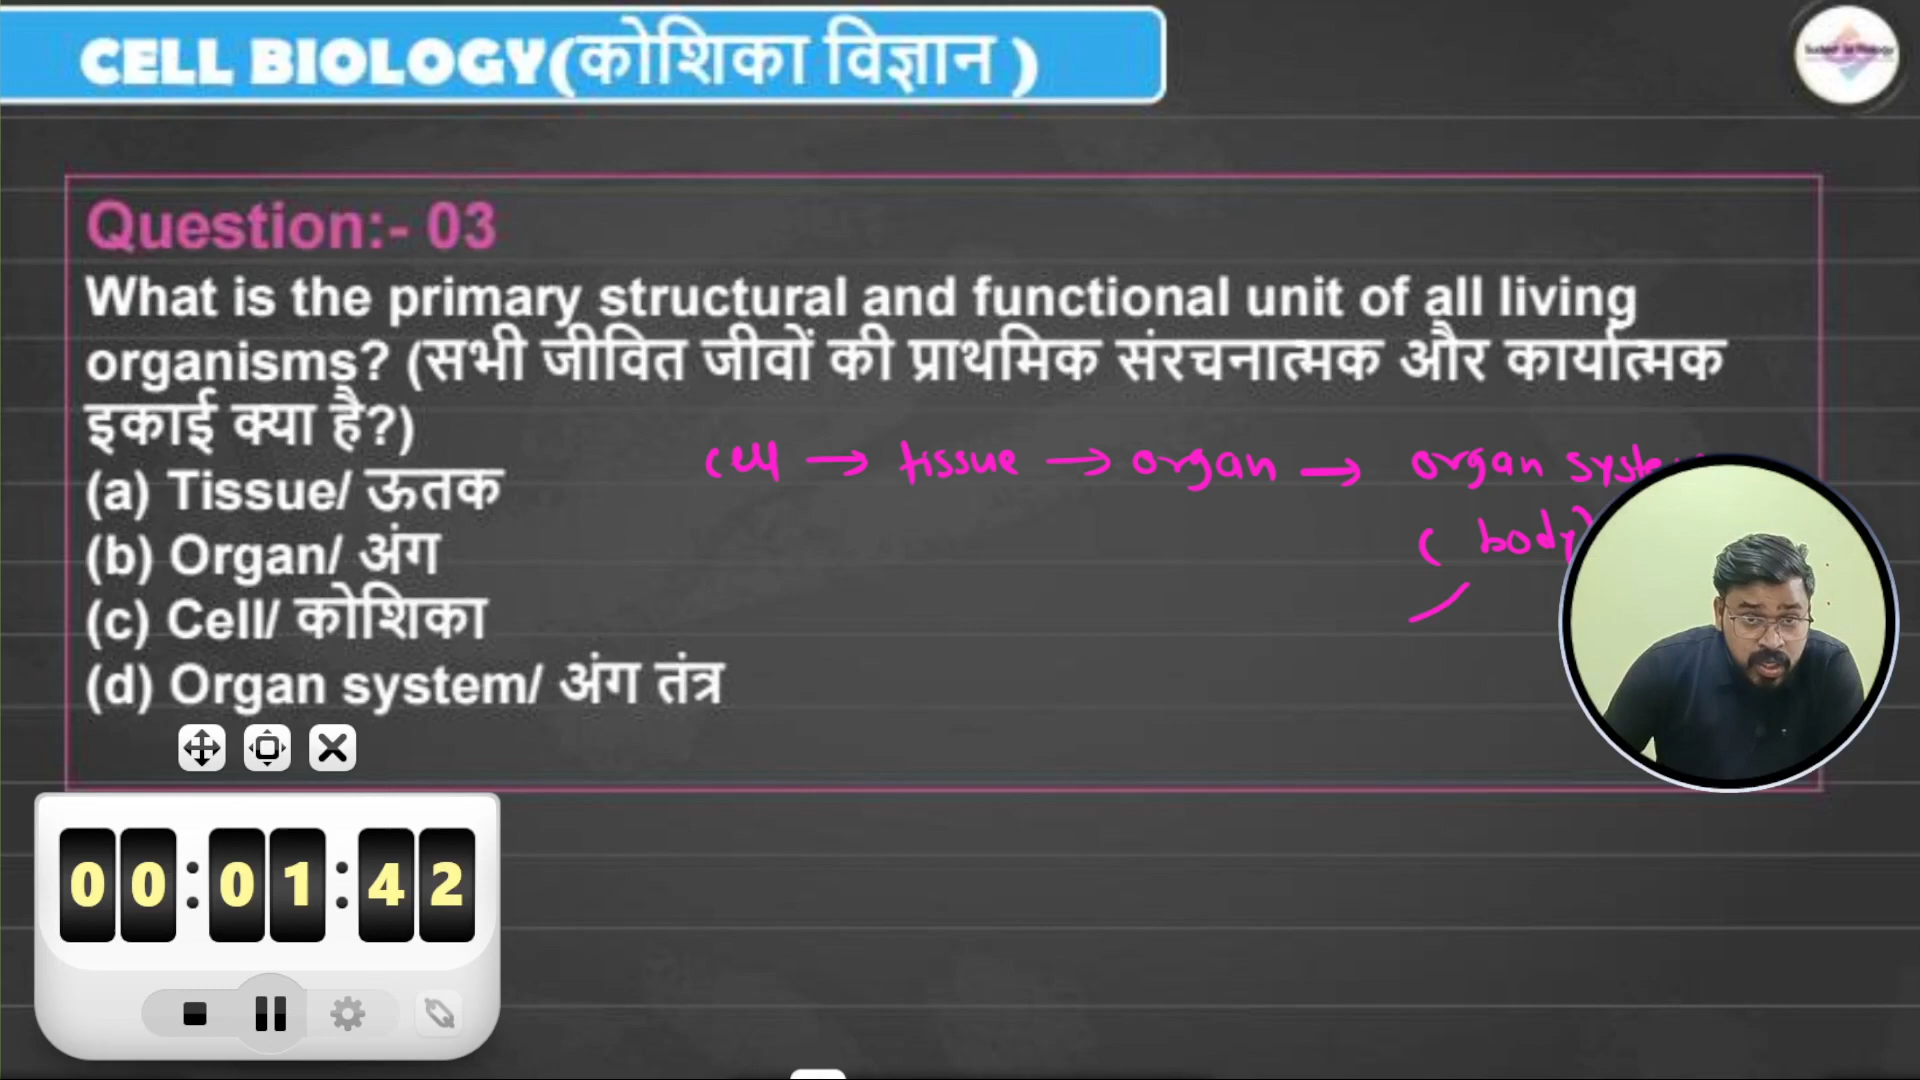 CELL BIOLOGY(कोशिका विज्ञान )
Question:- 03
What is the primary structural and functional unit of all living
organisms? (सभी जीवित जीवों की प्राथमिक संरचनात्मक और कार्यात्मक
इकाई क्या है?)
cell → tissue → organ → organ
(a) Tissue/ ऊतक
( body)
(b) Organ/ अंग
(c) Cell/ कोशिका
(d) Organ system/ अंग तंत्र
00:01:42